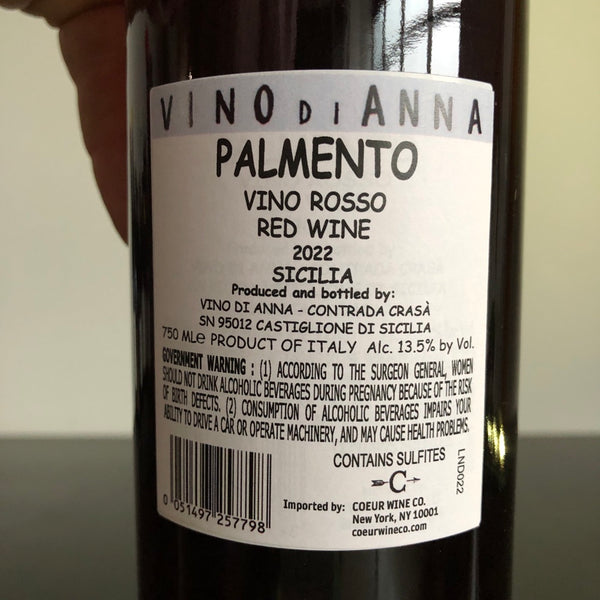 VINO DI ANNA
PALMENTO
VINO ROSSO
RED WINE
2022
SICILIA
Produced and bottled by:
VINO DI ANNA - CONTRADA CRASÀ
SN 95012 CASTIGLIONE DI SICILIA
750 MLe PRODUCT OF ITALY Alc. 13.5% by Vol.
GOVERNMENT WARNING : (1) ACCORDING TO THE SURGEON GENERAL, WOMEN
SHOULD NOT DRINK ALCOHOLIC BEVERAGES DURING PREGNANCY BECAUSE OF THE RISK
OF BIRTH DEFECTS. (2) CONSUMPTION OF ALCOHOLIC BEVERAGES IMPAIRS YOUR
ABILITY TO DRIVE A CAR OR OPERATE MACHINERY, AND MAY CAUSE HEALTH PROBLEMS.
CONTAINS SULFITES
C
LND022
0 051497 257798
Imported by: COEUR WINE CO.
New York, NY 10001
coeurwineco.com